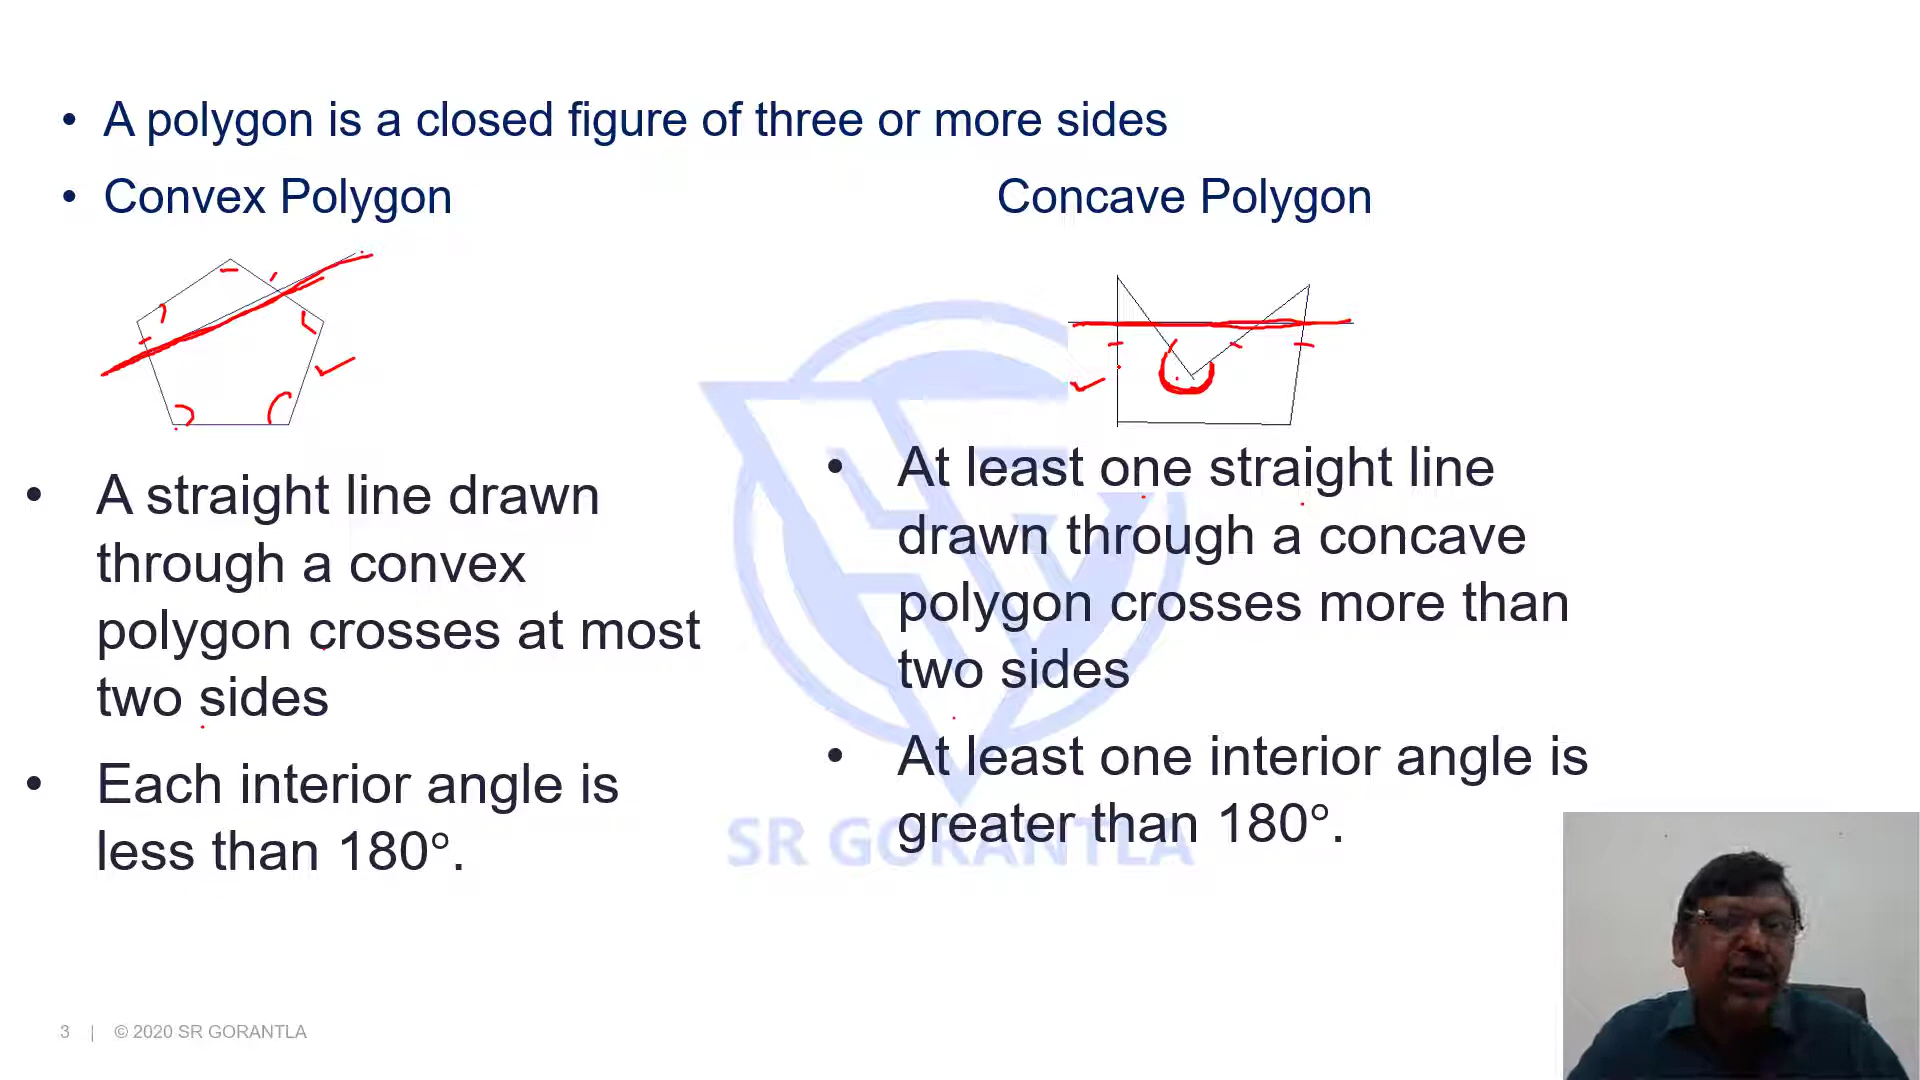 • A polygon is a closed figure of three or more sides
• Convex Polygon
Concave Polygon
• A straight line drawn
through a convex
polygon crosses at most
two sides
• Each interior angle is
less than 180°.
• At least one straight line
drawn through a concave
polygon crosses more than
two sides
• At least one interior angle is
greater than 180°.
SR GORANTLA
3 | © 2020 SR GORANTLA